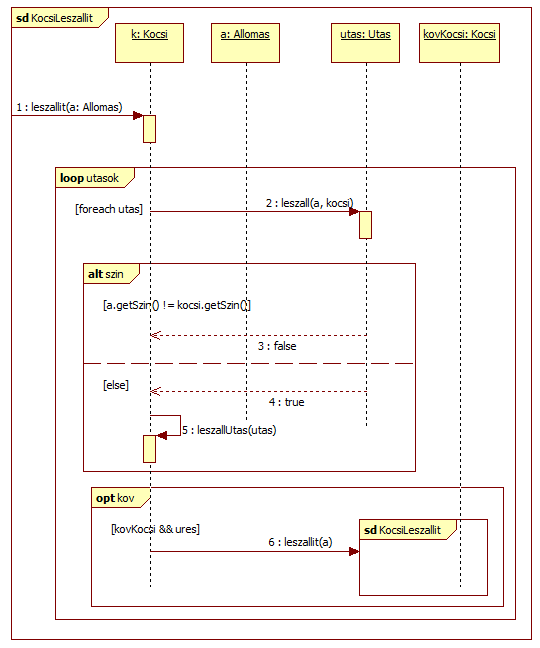 sd KocsiLeszallit
k: Kocsi
a: Allomas
utas: Utas
kovKocsi: Kocsi
1 : leszallit(a: Allomas)
loop utasok
[foreach utas]
2 : leszall(a, kocsi)
alt szin
[a.getSzin() != kocsi.getSzin()]
3 : false
[else]
4 : true
5 : leszallUtas(utas)
opt kov
[kovKocsi && ures]
6 : leszallit(a)
sd KocsiLeszallit